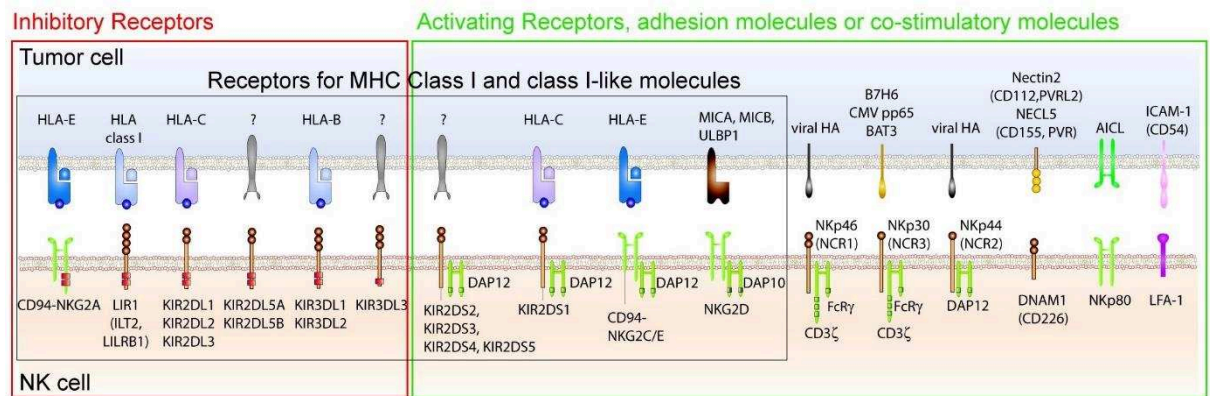 Inhibitory Receptors
Activating Receptors, adhesion molecules or co-stimulatory molecules
Tumor cell
Receptors for MHC Class I and class I-like molecules
HLA-E
HLA
class I
HLA-C
?
HLA-B
?
?
HLA-C
HLA-E
MICA, MICB,
ULBP1
viral HA
B7H6
CMV pp65
BAT3
viral HA
Nectin2
(CD112,PVRL2)
NECL5
(CD155, PVR)
AICL
ICAM-1
(CD54)
CD94-NKG2A
LIR1
(ILT2,
LILRB1)
KIR2DL1
KIR2DL2
KIR2DL3
KIR2DL5A
KIR2DL5B
KIR3DL1
KIR3DL2
KIR3DL3
DAP12
KIR2DS2,
KIR2DS3,
KIR2DS4, KIR2DS5
DAP12
KIR2DS1
DAP12
CD94-
NKG2C/E
DAP10
NKG2D
NKp46
(NCR1)
FcRγ
CD3ζ
NKp30
(NCR3)
FcRγ
CD3ζ
NKp44
(NCR2)
DAP12
DNAM1
(CD226)
NKp80
LFA-1
NK cell